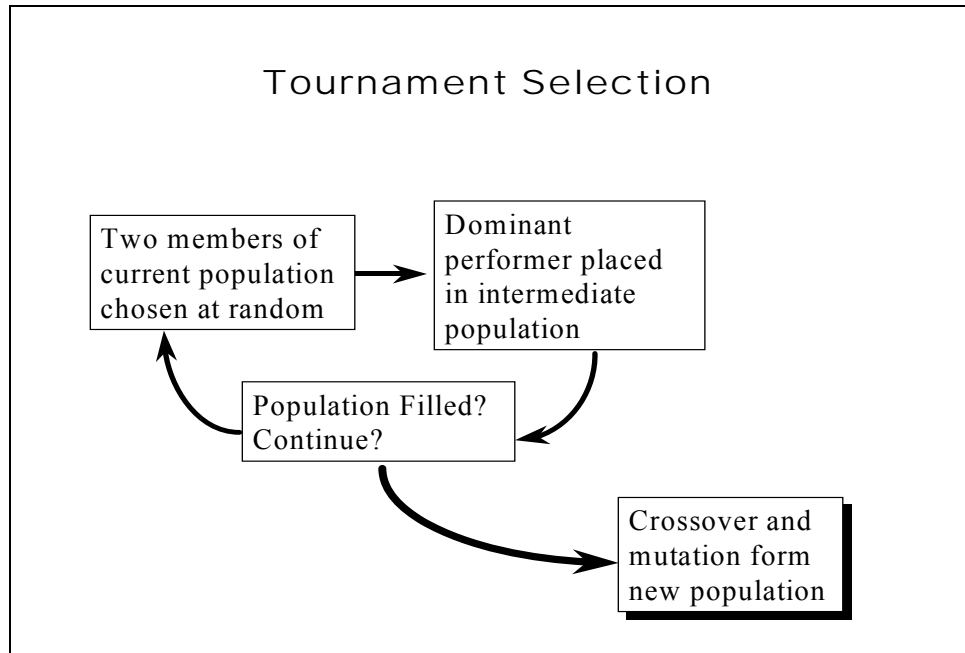 Tournament Selection
Two members of
current population
chosen at random
Dominant
performer placed
in intermediate
population
Population Filled?
Continue?
Crossover and
mutation form
new population